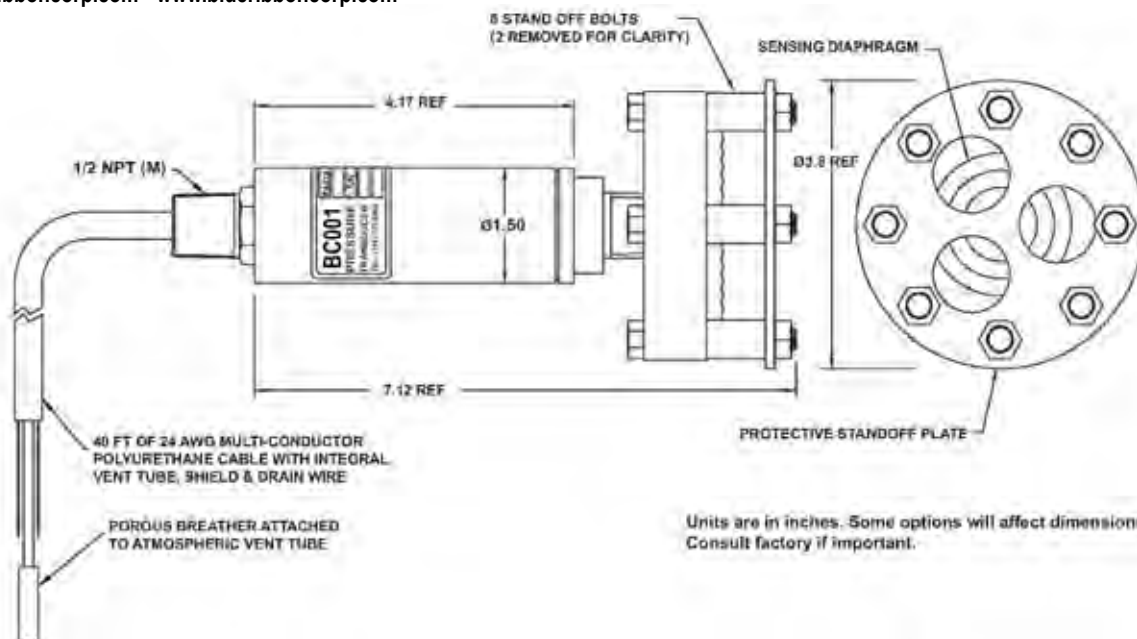 8 STAND OFF BOLTS
(2 REMOVED FOR CLARITY)
SENSING DIAPHRAGM
4.17 REF
1/2 NPT (M)
Ø3.8 REF
BC001
PRESSURE
TRANSDUCER
Ø1.50
7.12 REF
40 FT OF 24 AWG MULTI-CONDUCTOR
POLYURETHANE CABLE WITH INTEGRAL
VENT TUBE, SHIELD & DRAIN WIRE
PROTECTIVE STANDOFF PLATE
POROUS BREATHER ATTACHED
TO ATMOSPHERIC VENT TUBE
Units are in inches. Some options will affect dimension
Consult factory if important.